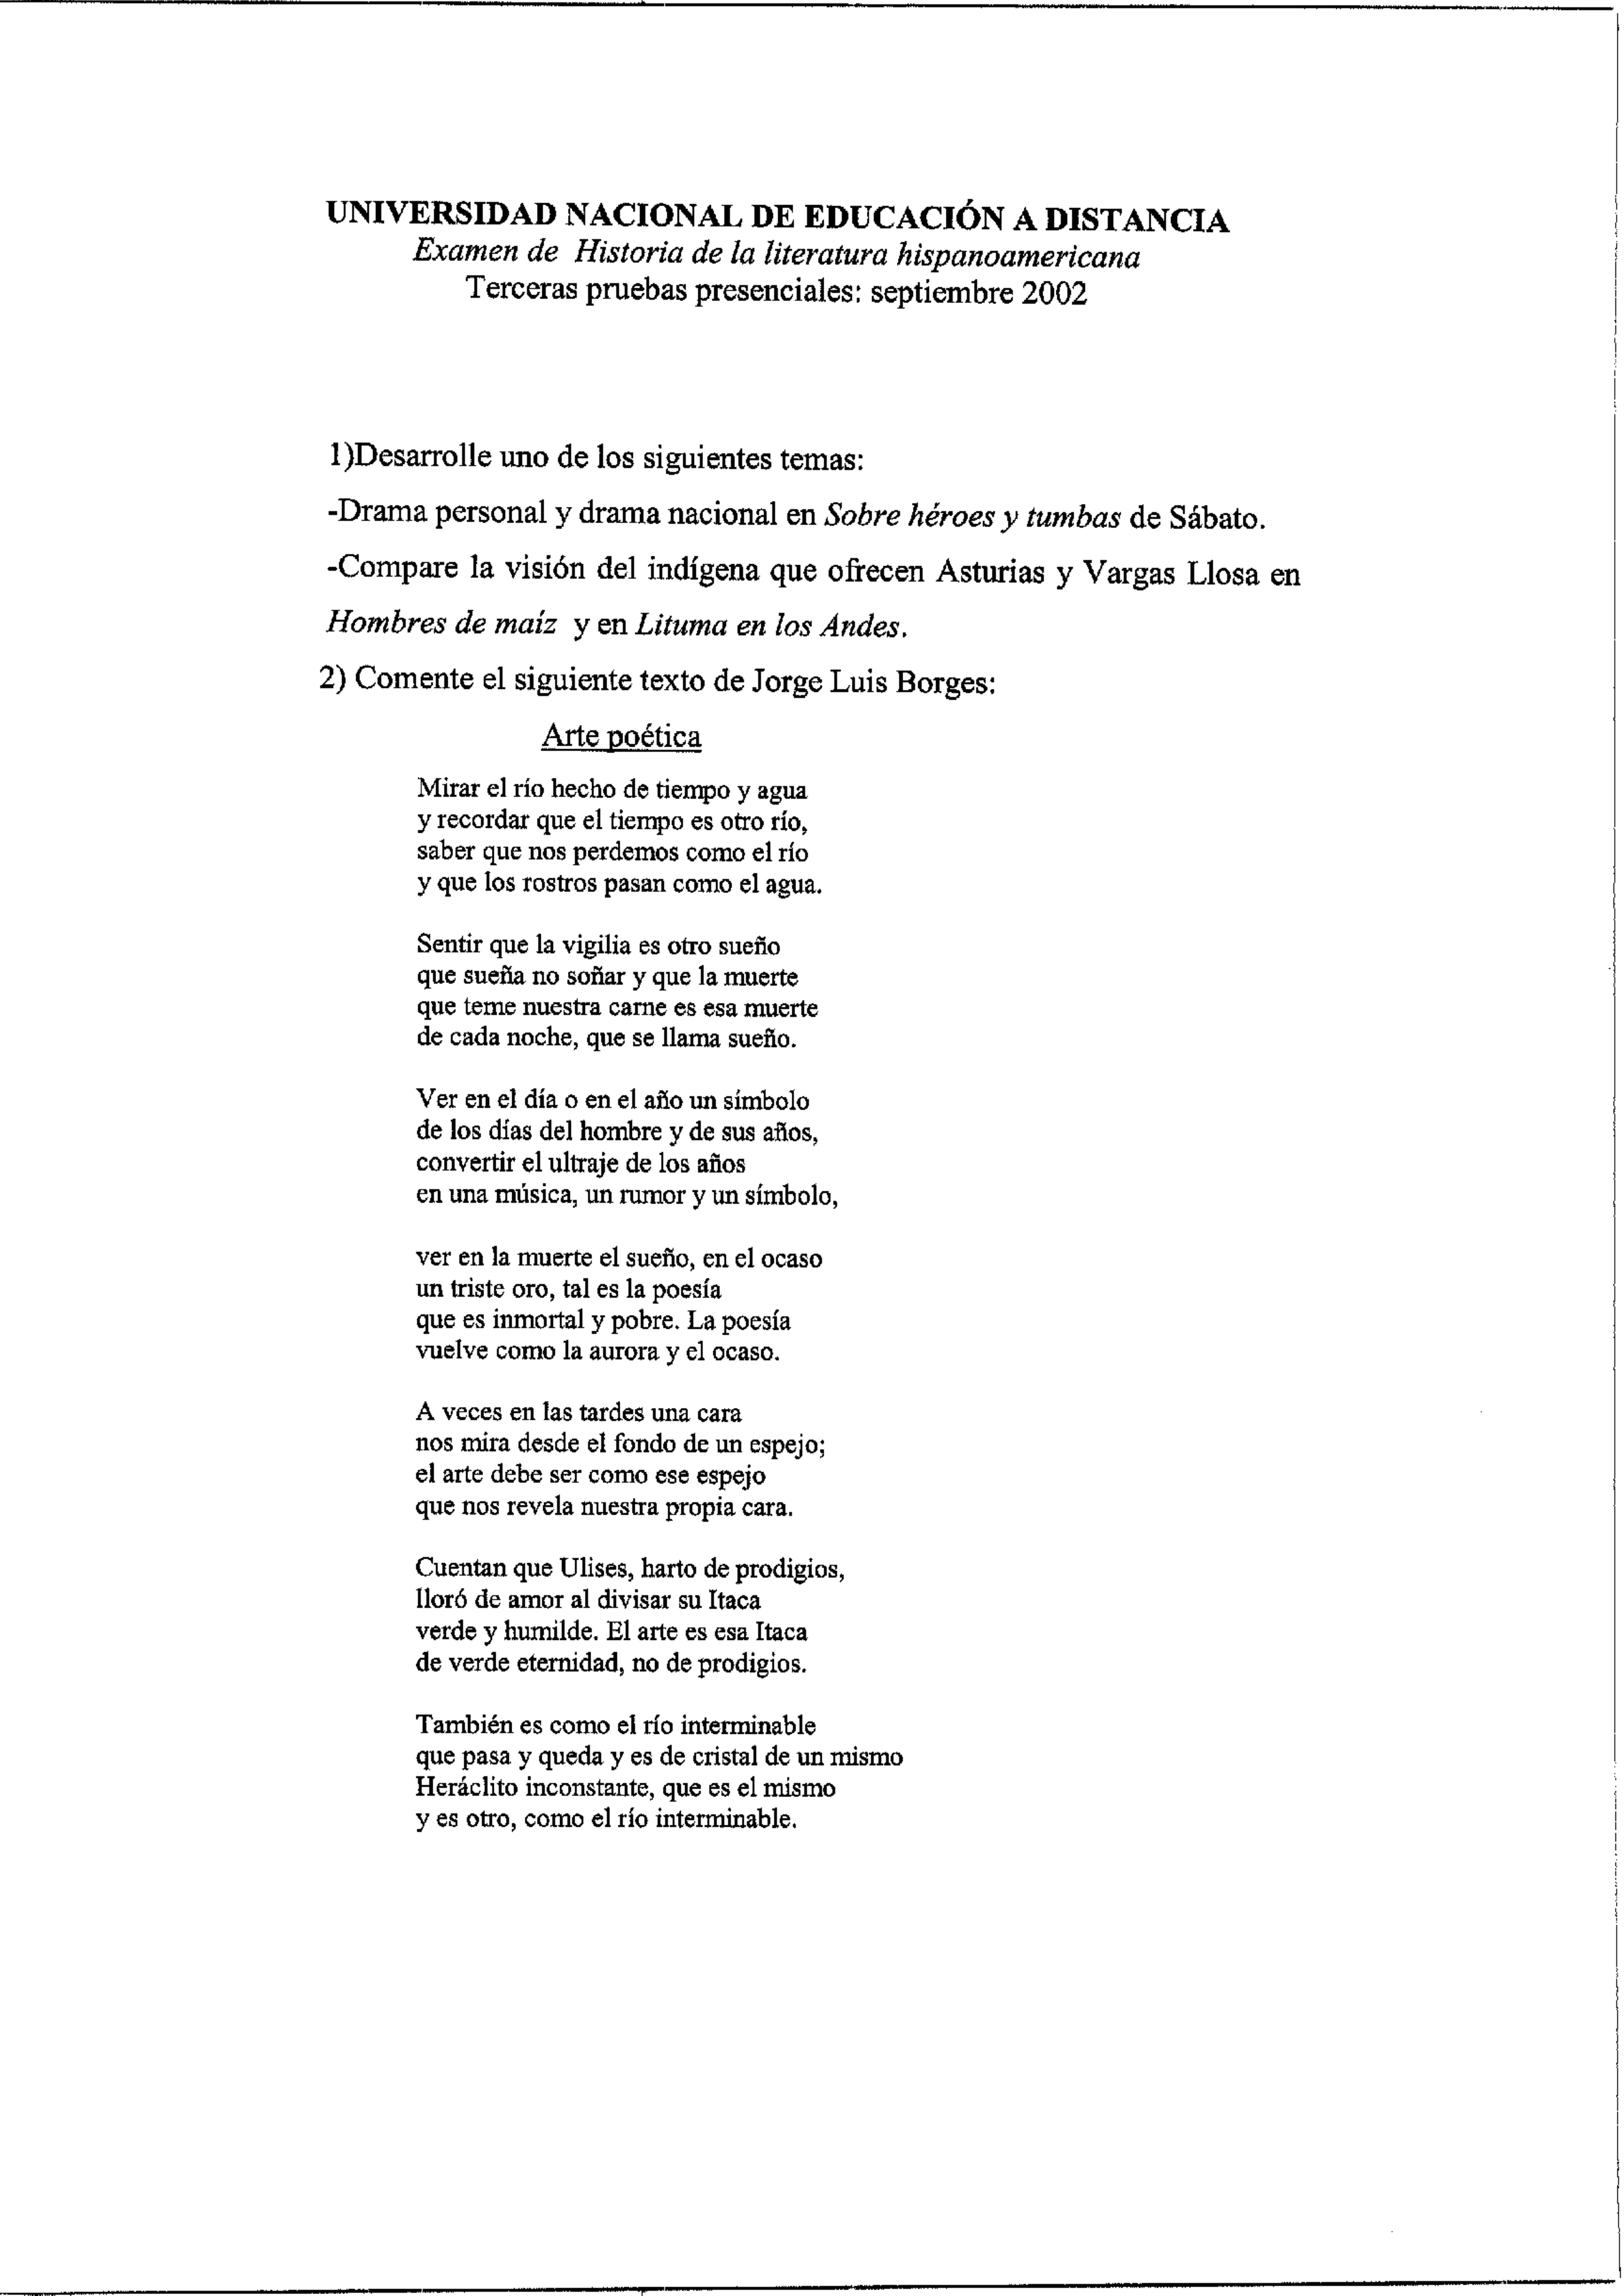 UNIVERSIDAD NACIONAL DE EDUCACIÓN A DISTANCIA
Examen de Historia de la literatura hispanoamericana
Terceras pruebas presenciales: septiembre 2002
1)Desarrolle uno de los siguientes temas:
-Drama personal y drama nacional en Sobre héroes y tumbas de Sábato.
-Compare la visión del indígena que ofrecen Asturias y Vargas Llosa en
Hombres de maíz y en Lituma en los Andes.
2) Comente el siguiente texto de Jorge Luis Borges:
Arte poética
Mirar el río hecho de tiempo y agua
y recordar que el tiempo es otro río,
saber que nos perdemos como el río
y que los rostros pasan como el agua.
Sentir que la vigilia es otro sueño
que sueña no soñar y que la muerte
que teme nuestra carne es esa muerte
de cada noche, que se llama sueño.
Ver en el día o en el año un símbolo
de los días del hombre y de sus años,
convertir el ultraje de los años
en una música, un rumor y un símbolo,
ver en la muerte el sueño, en el ocaso
un triste oro, tal es la poesía
que es inmortal y pobre. La poesía
vuelve como la aurora y el ocaso.
A veces en las tardes una cara
nos mira desde el fondo de un espejo;
el arte debe ser como ese espejo
que nos revela nuestra propia cara.
Cuentan que Ulises, harto de prodigios,
lloró de amor al divisar su Itaca
verde y humilde. El arte es esa Itaca
de verde eternidad, no de prodigios.
También es como el río interminable
que pasa y queda y es de cristal de un mismo
Heráclito inconstante, que es el mismo
y es otro, como el río interminable.